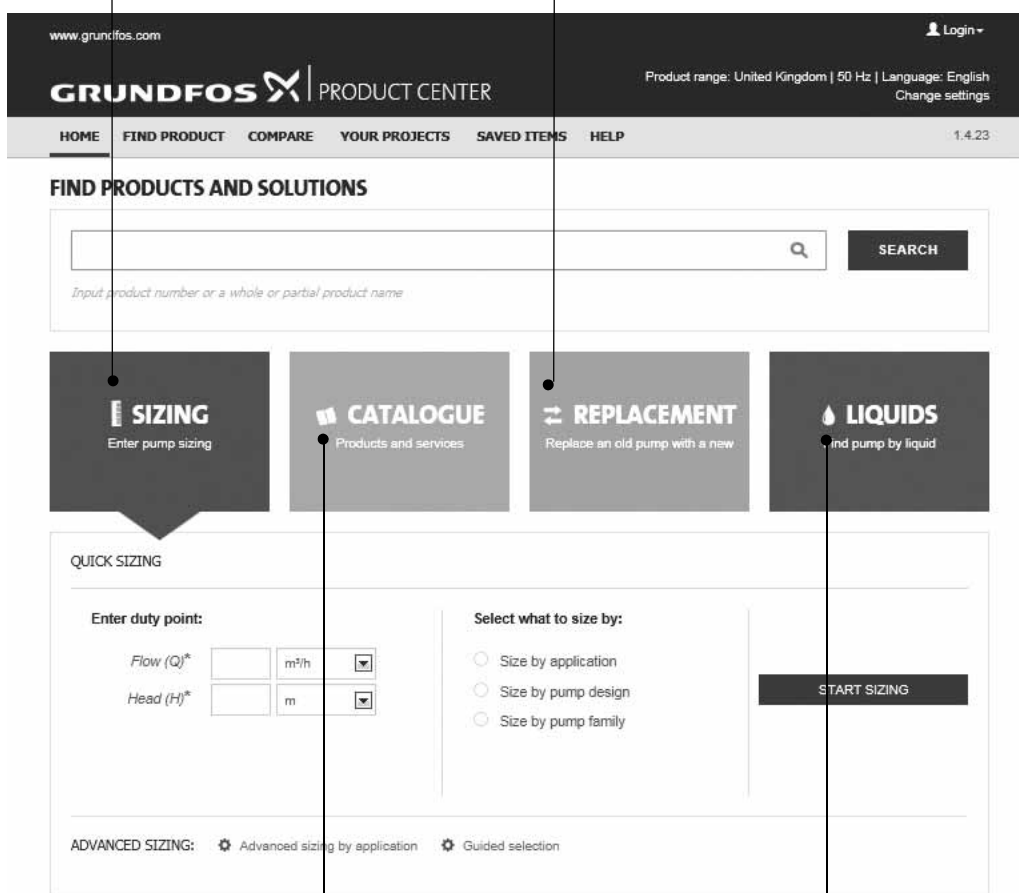 www.grundfos.com
Login
GRUNDFOS PRODUCT CENTER
Product range: United Kingdom | 50 Hz | Language: English
Change settings
HOME FIND PRODUCT COMPARE YOUR PROJECTS SAVED ITEMS HELP 1.4.23
FIND PRODUCTS AND SOLUTIONS
SEARCH
Input product number or a whole or partial product name
SIZING
Enter pump sizing
CATALOGUE
Products and services
REPLACEMENT
Replace an old pump with a new
LIQUIDS
Find pump by liquid
QUICK SIZING
Enter duty point:
Flow (Q)* m³/h
Head (H)* m
Select what to size by:
Size by application
Size by pump design
Size by pump family
START SIZING
ADVANCED SIZING: Advanced sizing by application Guided selection